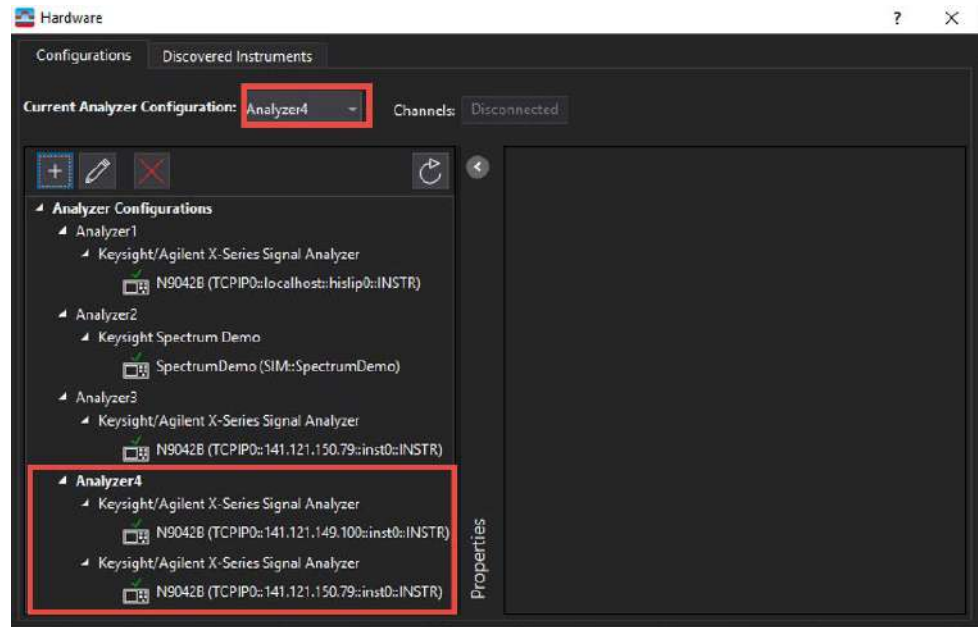 Hardware ? ×
Configurations Discovered Instruments
Current Analyzer Configuration: Analyzer4 Channels: Disconnected
Analyzer Configurations
Analyzer1
Keysight/Agilent X-Series Signal Analyzer
N9042B (TCPIP0::localhost::hislip0::INSTR)
Analyzer2
Keysight Spectrum Demo
SpectrumDemo (SIM::SpectrumDemo)
Analyzer3
Keysight/Agilent X-Series Signal Analyzer
N9042B (TCPIP0::141.121.150.79::inst0::INSTR)
Analyzer4
Keysight/Agilent X-Series Signal Analyzer
N9042B (TCPIP0::141.121.149.100::inst0::INSTR)
Keysight/Agilent X-Series Signal Analyzer
N9042B (TCPIP0::141.121.150.79::inst0::INSTR)
Properties